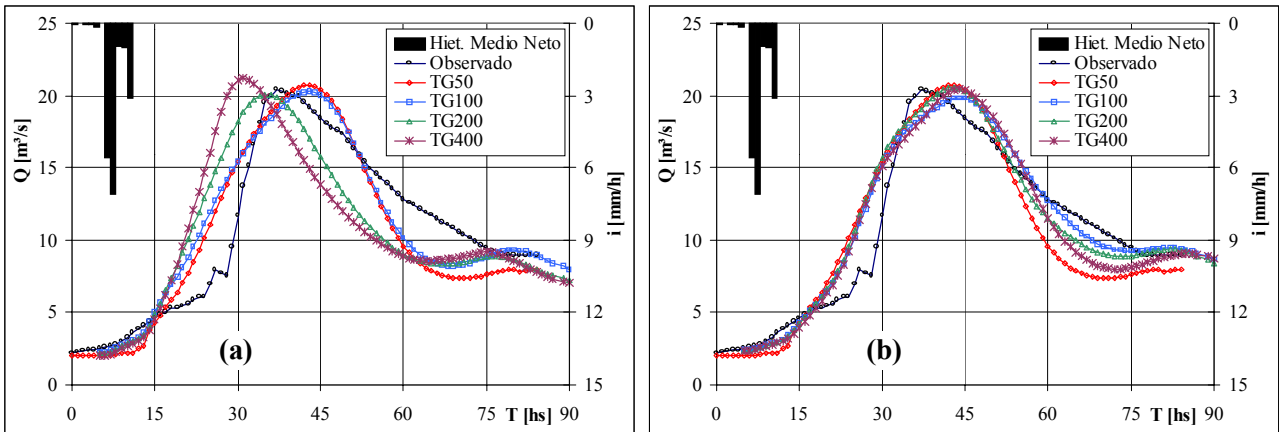 25
20
15
10
5
0
Q [m³/s]
0
3
6
9
12
15
i [mm/h]
0 15 30 45 60 75 T [hs] 90
Hiet. Medio Neto
Observado
TG50
TG100
TG200
TG400
(a)
25
20
15
10
5
0
Q [m³/s]
0
3
6
9
12
15
i [mm/h]
0 15 30 45 60 75 T [hs] 90
Hiet. Medio Neto
Observado
TG50
TG100
TG200
TG400
(b)